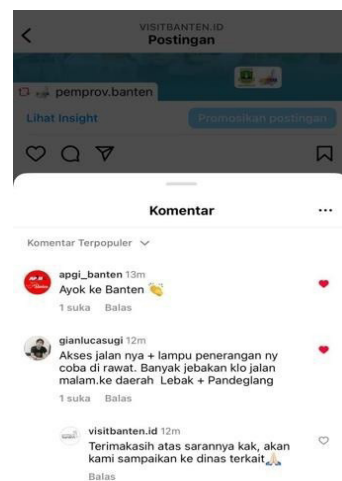 VISITBANTEN.ID
Postingan
pemprov.banten
Lihat Insight
Promosikan postingan
Komentar
Komentar Terpopuler
apgi_banten 13m
Ayok ke Banten 👏
1 suka Balas
gianlucasugi 12m
Akses jalan nya + lampu penerangan ny
coba di rawat. Banyak jebakan klo jalan
malam.ke daerah Lebak + Pandeglang
1 suka Balas
visitbanten.id 12m
Terimakasih atas sarannya kak, akan
kami sampaikan ke dinas terkait🙏🏻
Balas